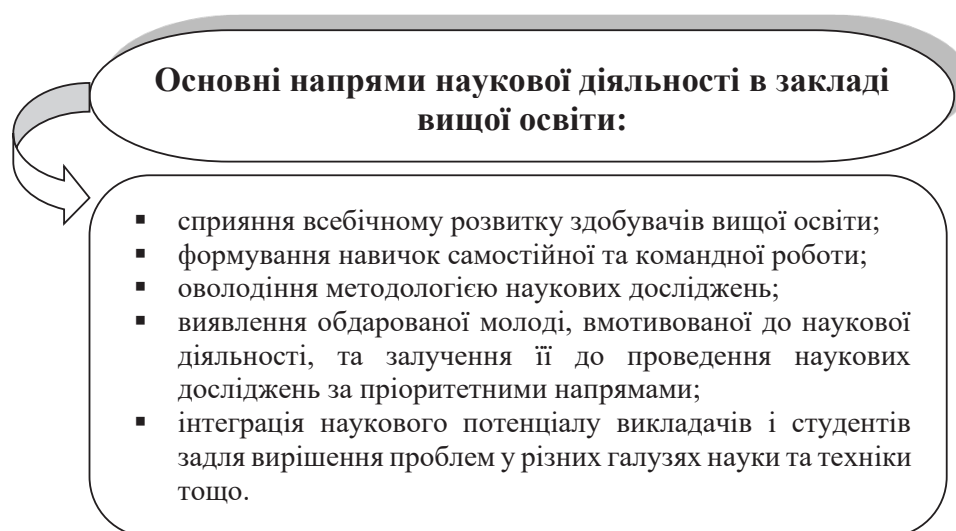 Основні напрями наукової діяльності в закладі
вищої освіти:
▪ сприяння всебічному розвитку здобувачів вищої освіти;
▪ формування навичок самостійної та командної роботи;
▪ оволодіння методологією наукових досліджень;
▪ виявлення обдарованої молоді, вмотивованої до наукової
діяльності, та залучення її до проведення наукових
досліджень за пріоритетними напрямами;
▪ інтеграція наукового потенціалу викладачів і студентів
задля вирішення проблем у різних галузях науки та техніки
тощо.